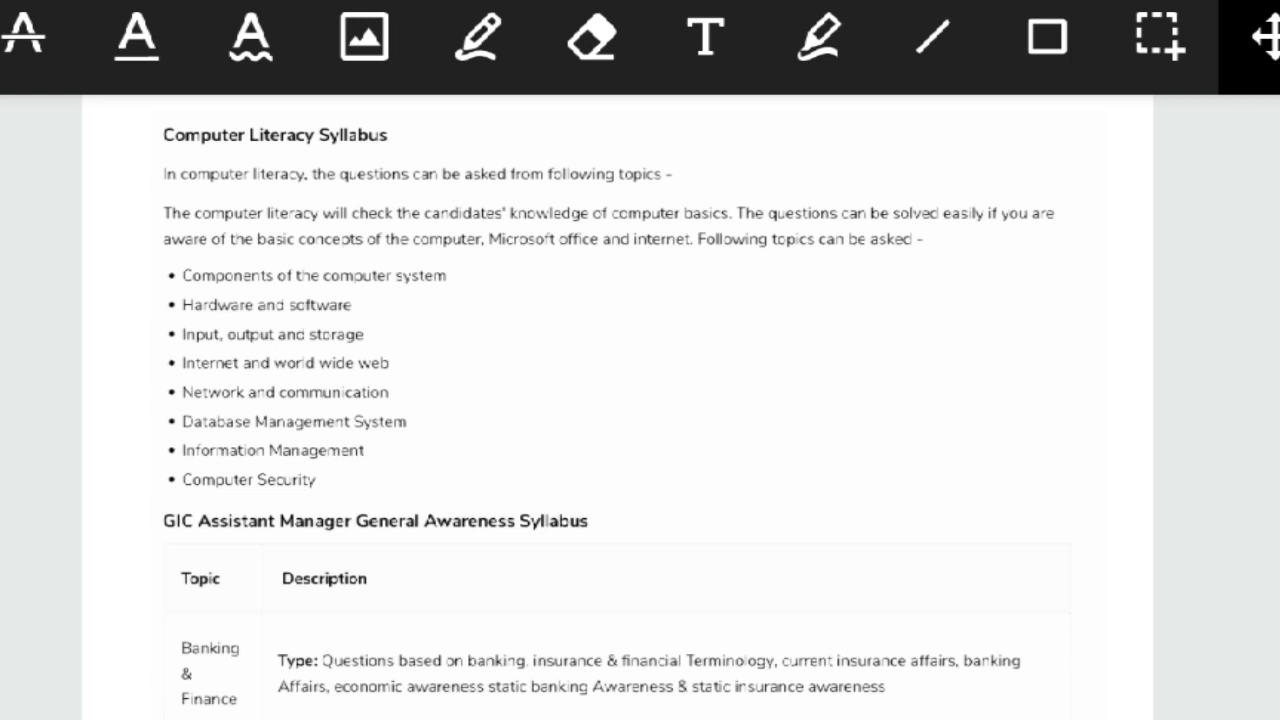 Computer Literacy Syllabus
In computer literacy, the questions can be asked from following topics -
The computer literacy will check the candidates' knowledge of computer basics. The questions can be solved easily if you are
aware of the basic concepts of the computer, Microsoft office and internet. Following topics can be asked -
• Components of the computer system
• Hardware and software
• Input, output and storage
• Internet and world wide web
• Network and communication
• Database Management System
• Information Management
• Computer Security
GIC Assistant Manager General Awareness Syllabus
Topic Description
Banking
&
Finance
Type: Questions based on banking, insurance & financial Terminology, current insurance affairs, banking
Affairs, economic awareness static banking Awareness & static insurance awareness